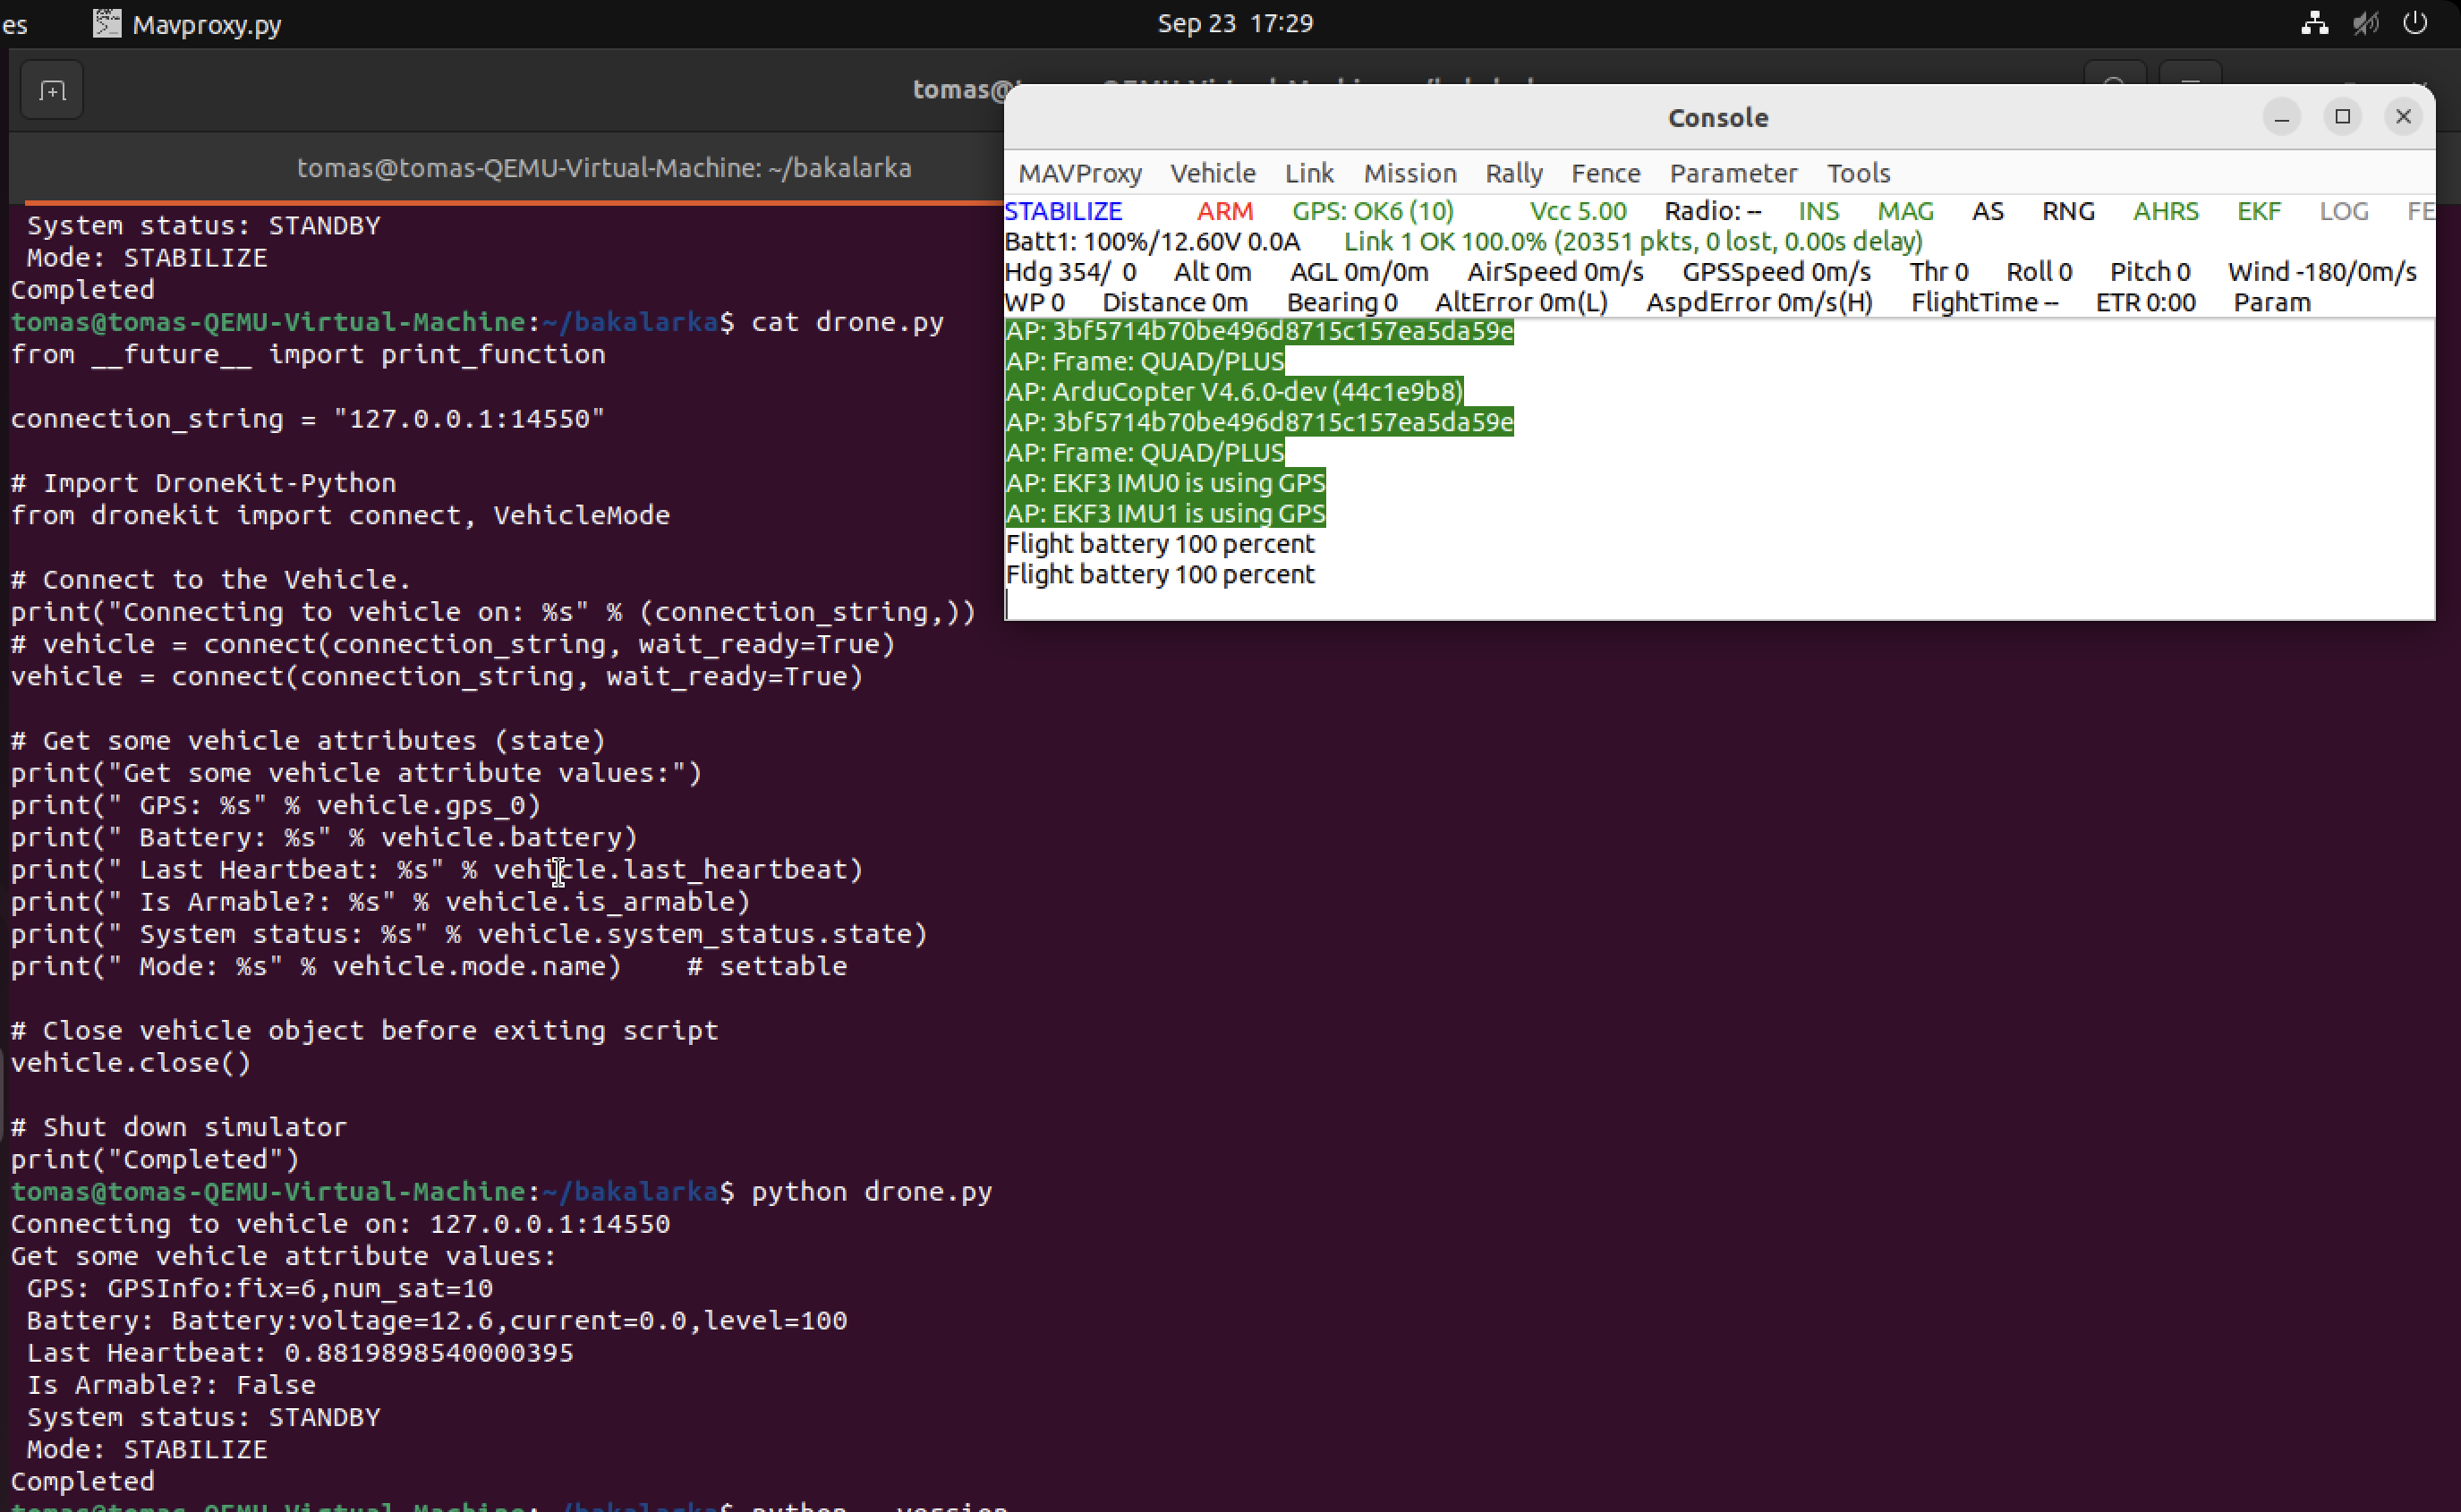 es Mavproxy.py Sep 23 17:29
tomas@
tomas@tomas-QEMU-Virtual-Machine: ~/bakalarka
System status: STANDBY
Mode: STABILIZE
Completed
tomas@tomas-QEMU-Virtual-Machine:~/bakalarka$ cat drone.py
from __future__ import print_function
connection_string = "127.0.0.1:14550"
# Import DroneKit-Python
from dronekit import connect, VehicleMode
# Connect to the Vehicle.
print("Connecting to vehicle on: %s" % (connection_string,))
# vehicle = connect(connection_string, wait_ready=True)
vehicle = connect(connection_string, wait_ready=True)
# Get some vehicle attributes (state)
print("Get some vehicle attribute values:")
print(" GPS: %s" % vehicle.gps_0)
print(" Battery: %s" % vehicle.battery)
print(" Last Heartbeat: %s" % vehicle.last_heartbeat)
print(" Is Armable?: %s" % vehicle.is_armable)
print(" System status: %s" % vehicle.system_status.state)
print(" Mode: %s" % vehicle.mode.name)    # settable
# Close vehicle object before exiting script
vehicle.close()
# Shut down simulator
print("Completed")
tomas@tomas-QEMU-Virtual-Machine:~/bakalarka$ python drone.py
Connecting to vehicle on: 127.0.0.1:14550
Get some vehicle attribute values:
GPS: GPSInfo:fix=6,num_sat=10
Battery: Battery:voltage=12.6,current=0.0,level=100
Last Heartbeat: 0.8819898540000395
Is Armable?: False
System status: STANDBY
Mode: STABILIZE
Completed
tomas@tomas-QEMU-Virtual-Machine:~/bakalarka$ python --version
Console
MAVProxy Vehicle Link Mission Rally Fence Parameter Tools
STABILIZE ARM GPS: OK6 (10) Vcc 5.00 Radio: -- INS MAG AS RNG AHRS EKF LOG FE
Batt1: 100%/12.60V 0.0A Link 1 OK 100.0% (20351 pkts, 0 lost, 0.00s delay)
Hdg 354/ 0 Alt 0m AGL 0m/0m AirSpeed 0m/s GPSSpeed 0m/s Thr 0 Roll 0 Pitch 0 Wind -180/0m/s
WP 0 Distance 0m Bearing 0 AltError 0m(L) AspdError 0m/s(H) FlightTime -- ETR 0:00 Param
AP: 3bf5714b70be496d8715c157ea5da59e
AP: Frame: QUAD/PLUS
AP: ArduCopter V4.6.0-dev (44c1e9b8)
AP: 3bf5714b70be496d8715c157ea5da59e
AP: Frame: QUAD/PLUS
AP: EKF3 IMU0 is using GPS
AP: EKF3 IMU1 is using GPS
Flight battery 100 percent
Flight battery 100 percent